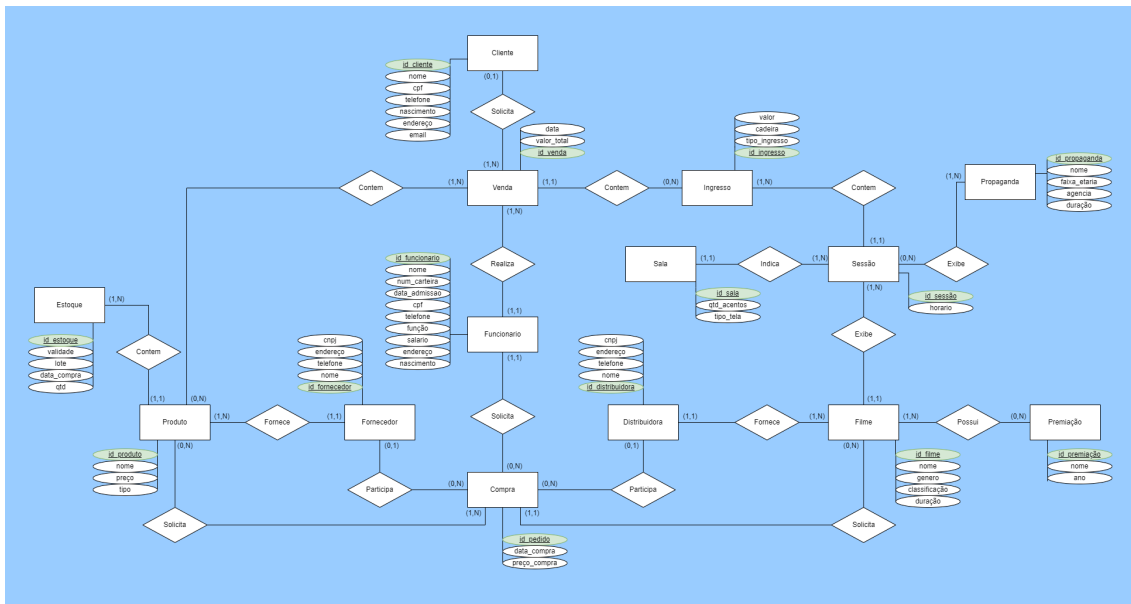 Cliente
id_cliente
nome
cpf
telefone
nascimento
endereço
email
(0,1)
Solicita
(1,N)
data
valor_total
id_venda
valor
cadeira
tipo_ingresso
id_ingresso
(1,N)
Contem
(1,N)
Venda
(1,1)
Contem
(0,N)
Ingresso
(1,N)
Contem
(1,N)
Propaganda
id_propaganda
nome
faixa_etaria
agencia
duração
(1,N)
Realiza
(1,1)
Sala
(1,1)
Indica
(1,N)
(1,1)
Sessão
(0,N)
Exibe
id_sala
qtd_acentos
tipo_tela
(1,N)
id_sessão
horario
Exibe
(1,1)
id_funcionario
nome
num_carteira
data_admissao
cpf
telefone
função
salario
endereço
nascimento
Funcionario
(1,1)
Solicita
(0,N)
Estoque
(1,N)
id_estoque
validade
lote
data_compra
qtd
Contem
(1,1)
(0,N)
cnpj
endereço
telefone
nome
id_fornecedor
cnpj
endereço
telefone
nome
id_distribuidora
Produto
(1,N)
Fornece
(1,1)
Fornecedor
Distribuidora
(1,1)
Fornece
(1,N)
Filme
(1,N)
Possui
(0,N)
Premiação
(0,N)
(0,1)
(0,1)
(0,N)
id_produto
nome
preço
tipo
id_filme
nome
genero
classificação
duração
id_premiação
nome
ano
Participa
(0,N)
Compra
(0,N)
Participa
(1,N)
(1,1)
Solicita
Solicita
id_pedido
data_compra
preço_compra